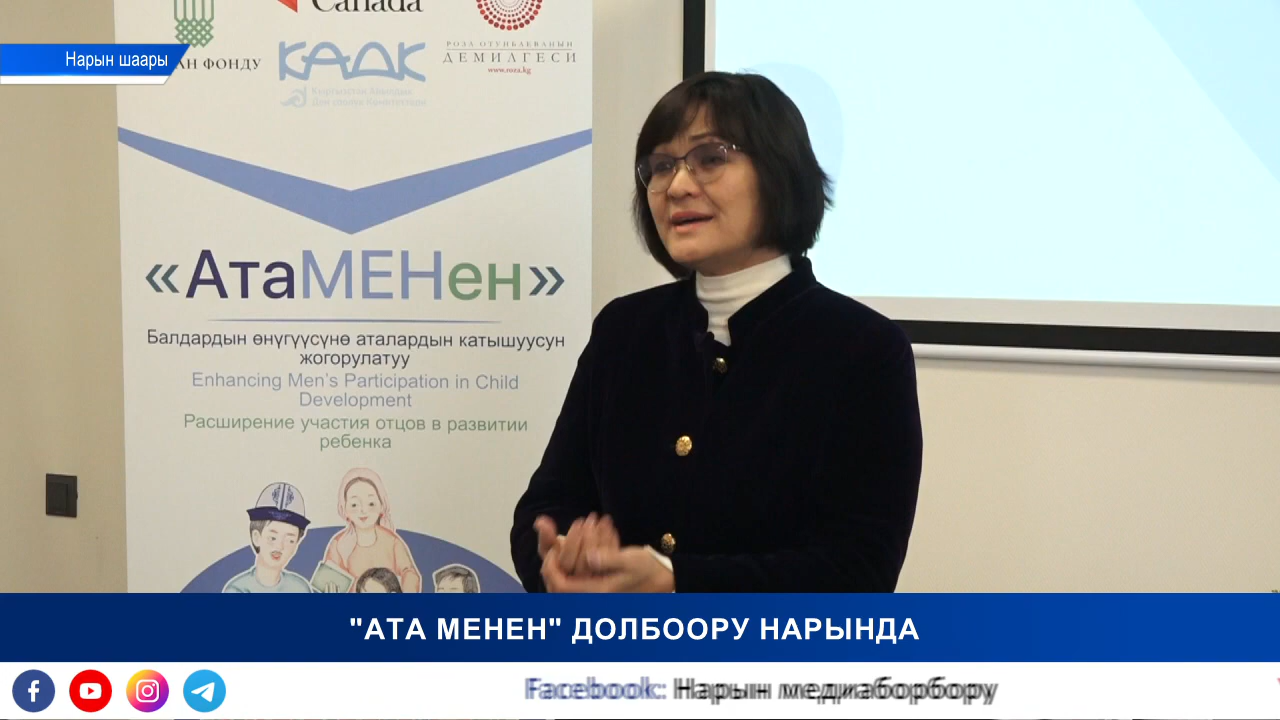 Canada
Нарын шаары
ФОНДУ
КАДК
Кыргызстан
РОЗА ОТУНБАЕВАНЫН
ДЕМИЛГЕСИ
www.roza.kg
«АтаМЕНен»
Балдардын өнүгүүсүнө аталардын катышуусун
жогорулатуу
Enhancing Men's Participation in Child
Development
Расширение участия отцов в развитии
ребенка
"АТА МЕНЕН" ДОЛБООРУ НАРЫНДА
Facebook: Нарын медиаборбору